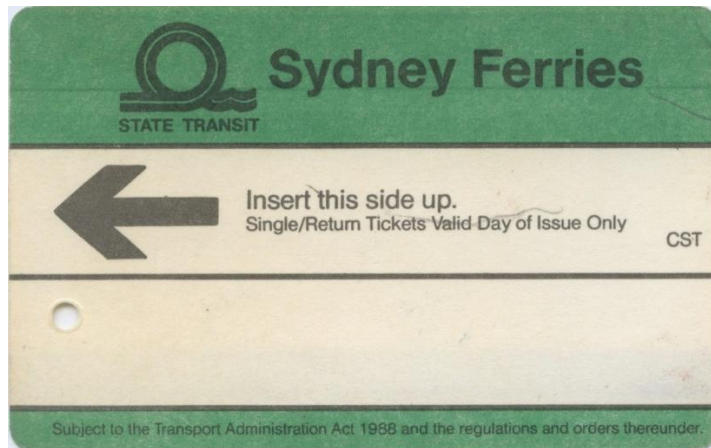 Sydney Ferries
STATE TRANSIT
Insert this side up.
Single/Return Tickets Valid Day of Issue Only
CST
Subject to the Transport Administration Act 1988 and the regulations and orders thereunder.